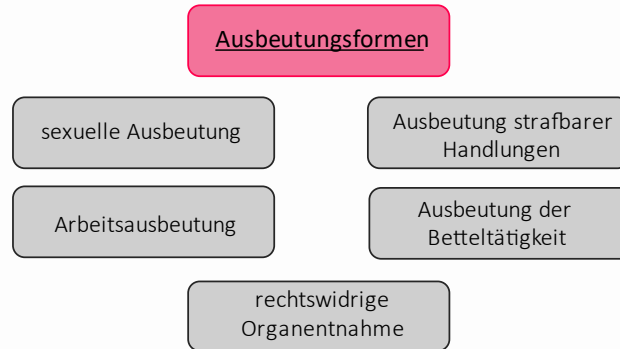 Ausbeutungsformen
sexuelle Ausbeutung
Ausbeutung strafbarer
Handlungen
Arbeitsausbeutung
Ausbeutung der
Betteltätigkeit
rechtswidrige
Organentnahme